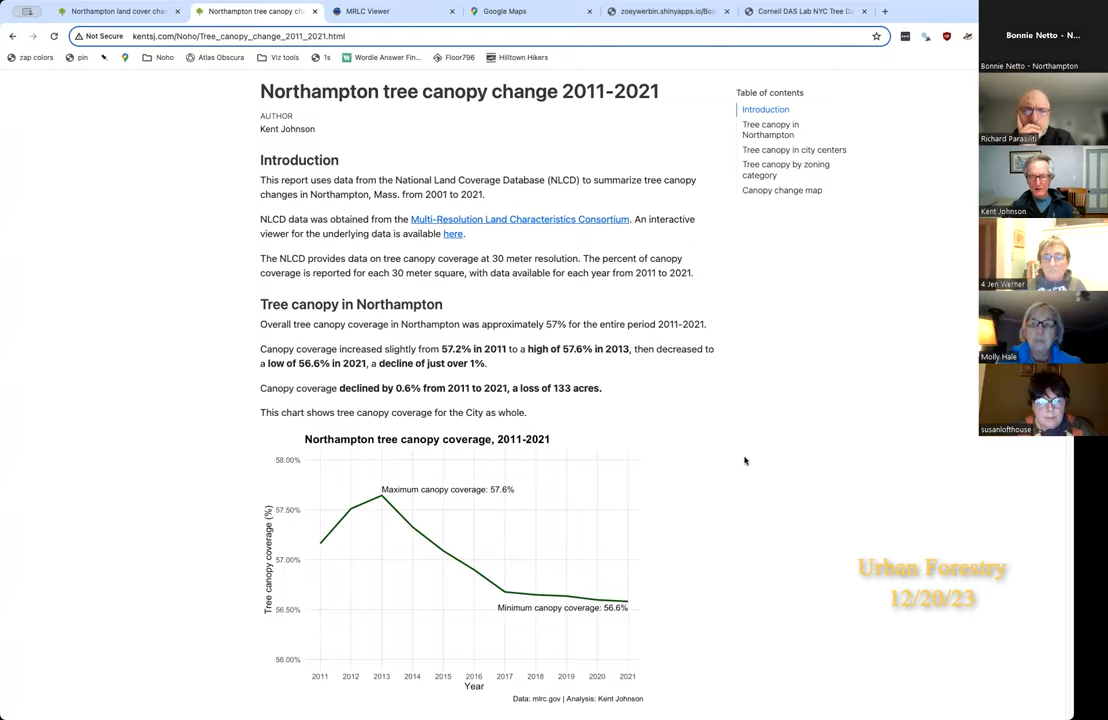 Northampton land cover chan
Northampton tree canopy ch
MRLC Viewer
Google Maps
zoeywerbin.shinyapps.io/Bos
Cornell DAS Lab NYC Tree Da
Not Secure
kentsj.com/Noho/Tree_canopy_change_2011_2021.html
zap colors
pin
Noho
Atlas Obscura
Viz tools
1s
Wordle Answer Fin...
Floor796
Hilltown Hikers
Northampton tree canopy change 2011-2021
AUTHOR
Kent Johnson
Introduction
This report uses data from the National Land Coverage Database (NLCD) to summarize tree canopy
changes in Northampton, Mass. from 2001 to 2021.
NLCD data was obtained from the Multi-Resolution Land Characteristics Consortium. An interactive
viewer for the underlying data is available here.
The NLCD provides data on tree canopy coverage at 30 meter resolution. The percent of canopy
coverage is reported for each 30 meter square, with data available for each year from 2011 to 2021.
Tree canopy in Northampton
Overall tree canopy coverage in Northampton was approximately 57% for the entire period 2011-2021.
Canopy coverage increased slightly from 57.2% in 2011 to a high of 57.6% in 2013, then decreased to
a low of 56.6% in 2021, a decline of just over 1%.
Canopy coverage declined by 0.6% from 2011 to 2021, a loss of 133 acres.
This chart shows tree canopy coverage for the City as whole.
Northampton tree canopy coverage, 2011-2021
58.00%
57.50%
57.00%
56.50%
56.00%
Tree canopy coverage (%)
Maximum canopy coverage: 57.6%
Minimum canopy coverage: 56.6%
2011 2012 2013 2014 2015 2016 2017 2018 2019 2020 2021
Year
Data: mlrc.gov | Analysis: Kent Johnson
Table of contents
Introduction
Tree canopy in
Northampton
Tree canopy in city centers
Tree canopy by zoning
category
Canopy change map
Bonnie Netto - N...
Bonnie Netto - Northampton
Richard Parasiliti
Kent Johnson
4 Jen Werner
Molly Hale
susanlofthouse
Urban Forestry
12/20/23